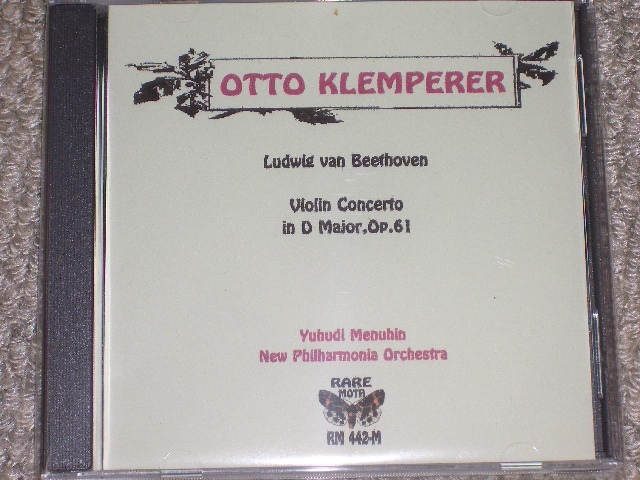 OTTO KLEMPERER
Ludwig van Beethoven
Violin Concerto
in D Major,Op.61
Yuhudi Menuhin
New Philharmonia Orchestra
RARE
MOTH
RM 442-M